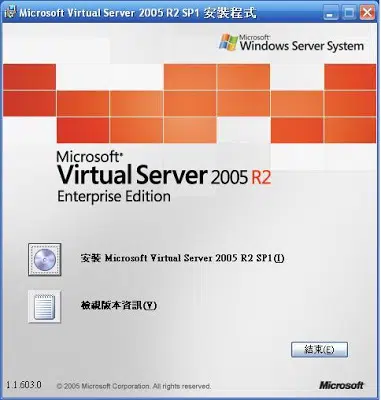 Microsoft Virtual Server 2005 R2 SP1 安裝程式
Microsoft
Windows Server System
Microsoft®
Virtual Server 2005 R2
Enterprise Edition
安裝 Microsoft Virtual Server 2005 R2 SP1(I)
檢視版本資訊(V)
結束(E)
1.1.603.0
© 2005 Microsoft Corporation. All rights reserved.
Microsoft